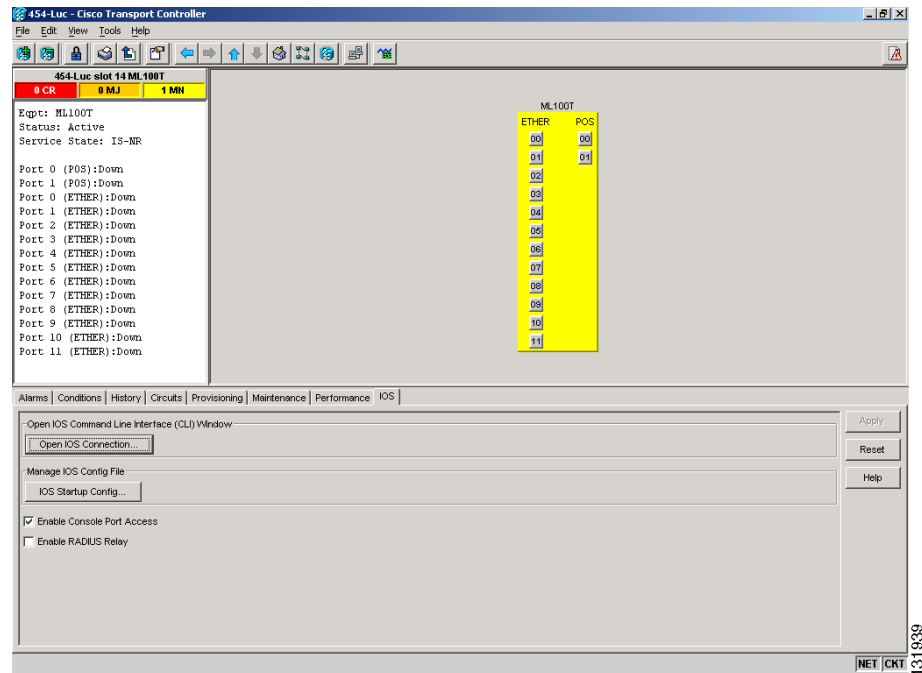 454-Luc - Cisco Transport Controller
File Edit View Tools Help
454-Luc slot 14 ML100T
0 CR 0 MJ 1 MN
Eqpt: ML100T
Status: Active
Service State: IS-NR
Port 0 (POS):Down
Port 1 (POS):Down
Port 0 (ETHER):Down
Port 1 (ETHER):Down
Port 2 (ETHER):Down
Port 3 (ETHER):Down
Port 4 (ETHER):Down
Port 5 (ETHER):Down
Port 6 (ETHER):Down
Port 7 (ETHER):Down
Port 8 (ETHER):Down
Port 9 (ETHER):Down
Port 10 (ETHER):Down
Port 11 (ETHER):Down
ML100T
ETHER POS
00 00
01 01
02
03
04
05
06
07
08
09
10
11
Alarms Conditions History Circuits Provisioning Maintenance Performance IOS
Open IOS Command Line Interface (CLI) Window
Open IOS Connection...
Manage IOS Config File
IOS Startup Config...
Enable Console Port Access
Enable RADIUS Relay
Apply
Reset
Help
NET CKT
131939